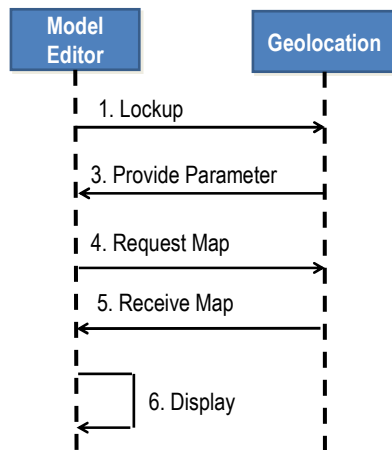 Model
Editor
Geolocation
1. Lockup
3. Provide Parameter
4. Request Map
5. Receive Map
6. Display